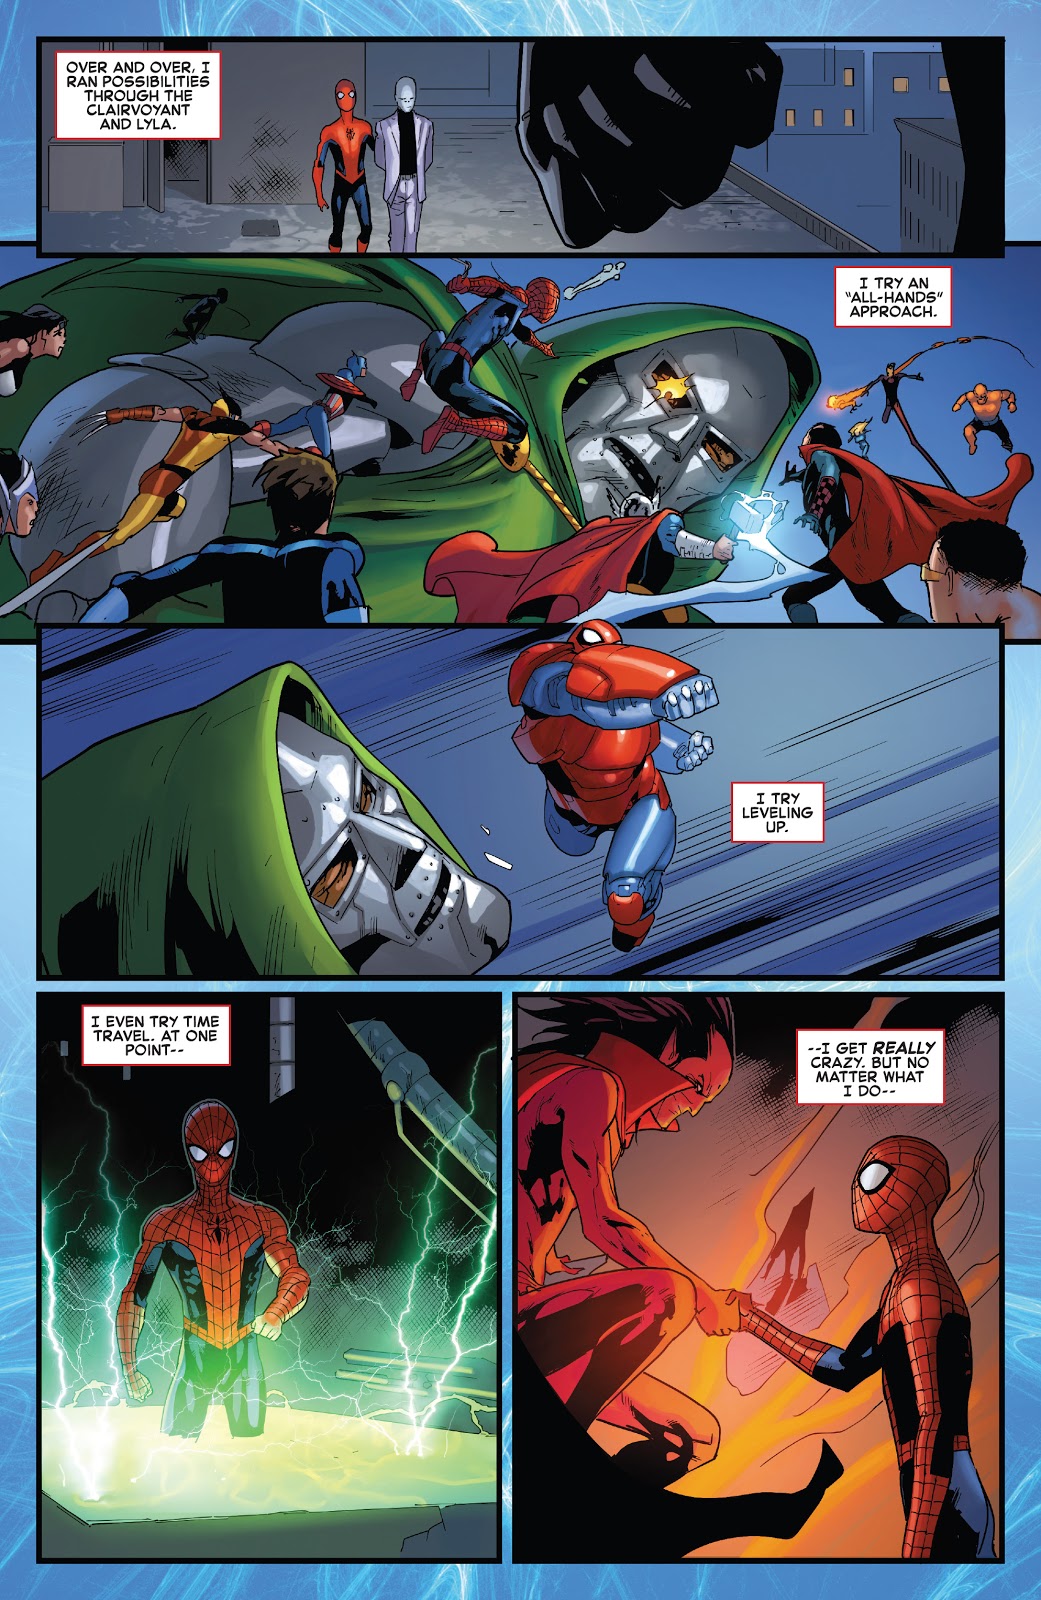 OVER AND OVER, I
RAN POSSIBILITIES
THROUGH THE
CLAIRVOYANT
AND LYLA.
I TRY AN
"ALL-HANDS"
APPROACH.
I TRY
LEVELING
UP.
I EVEN TRY TIME
TRAVEL. AT ONE
POINT--
--I GET REALLY
CRAZY. BUT NO
MATTER WHAT
I DO--